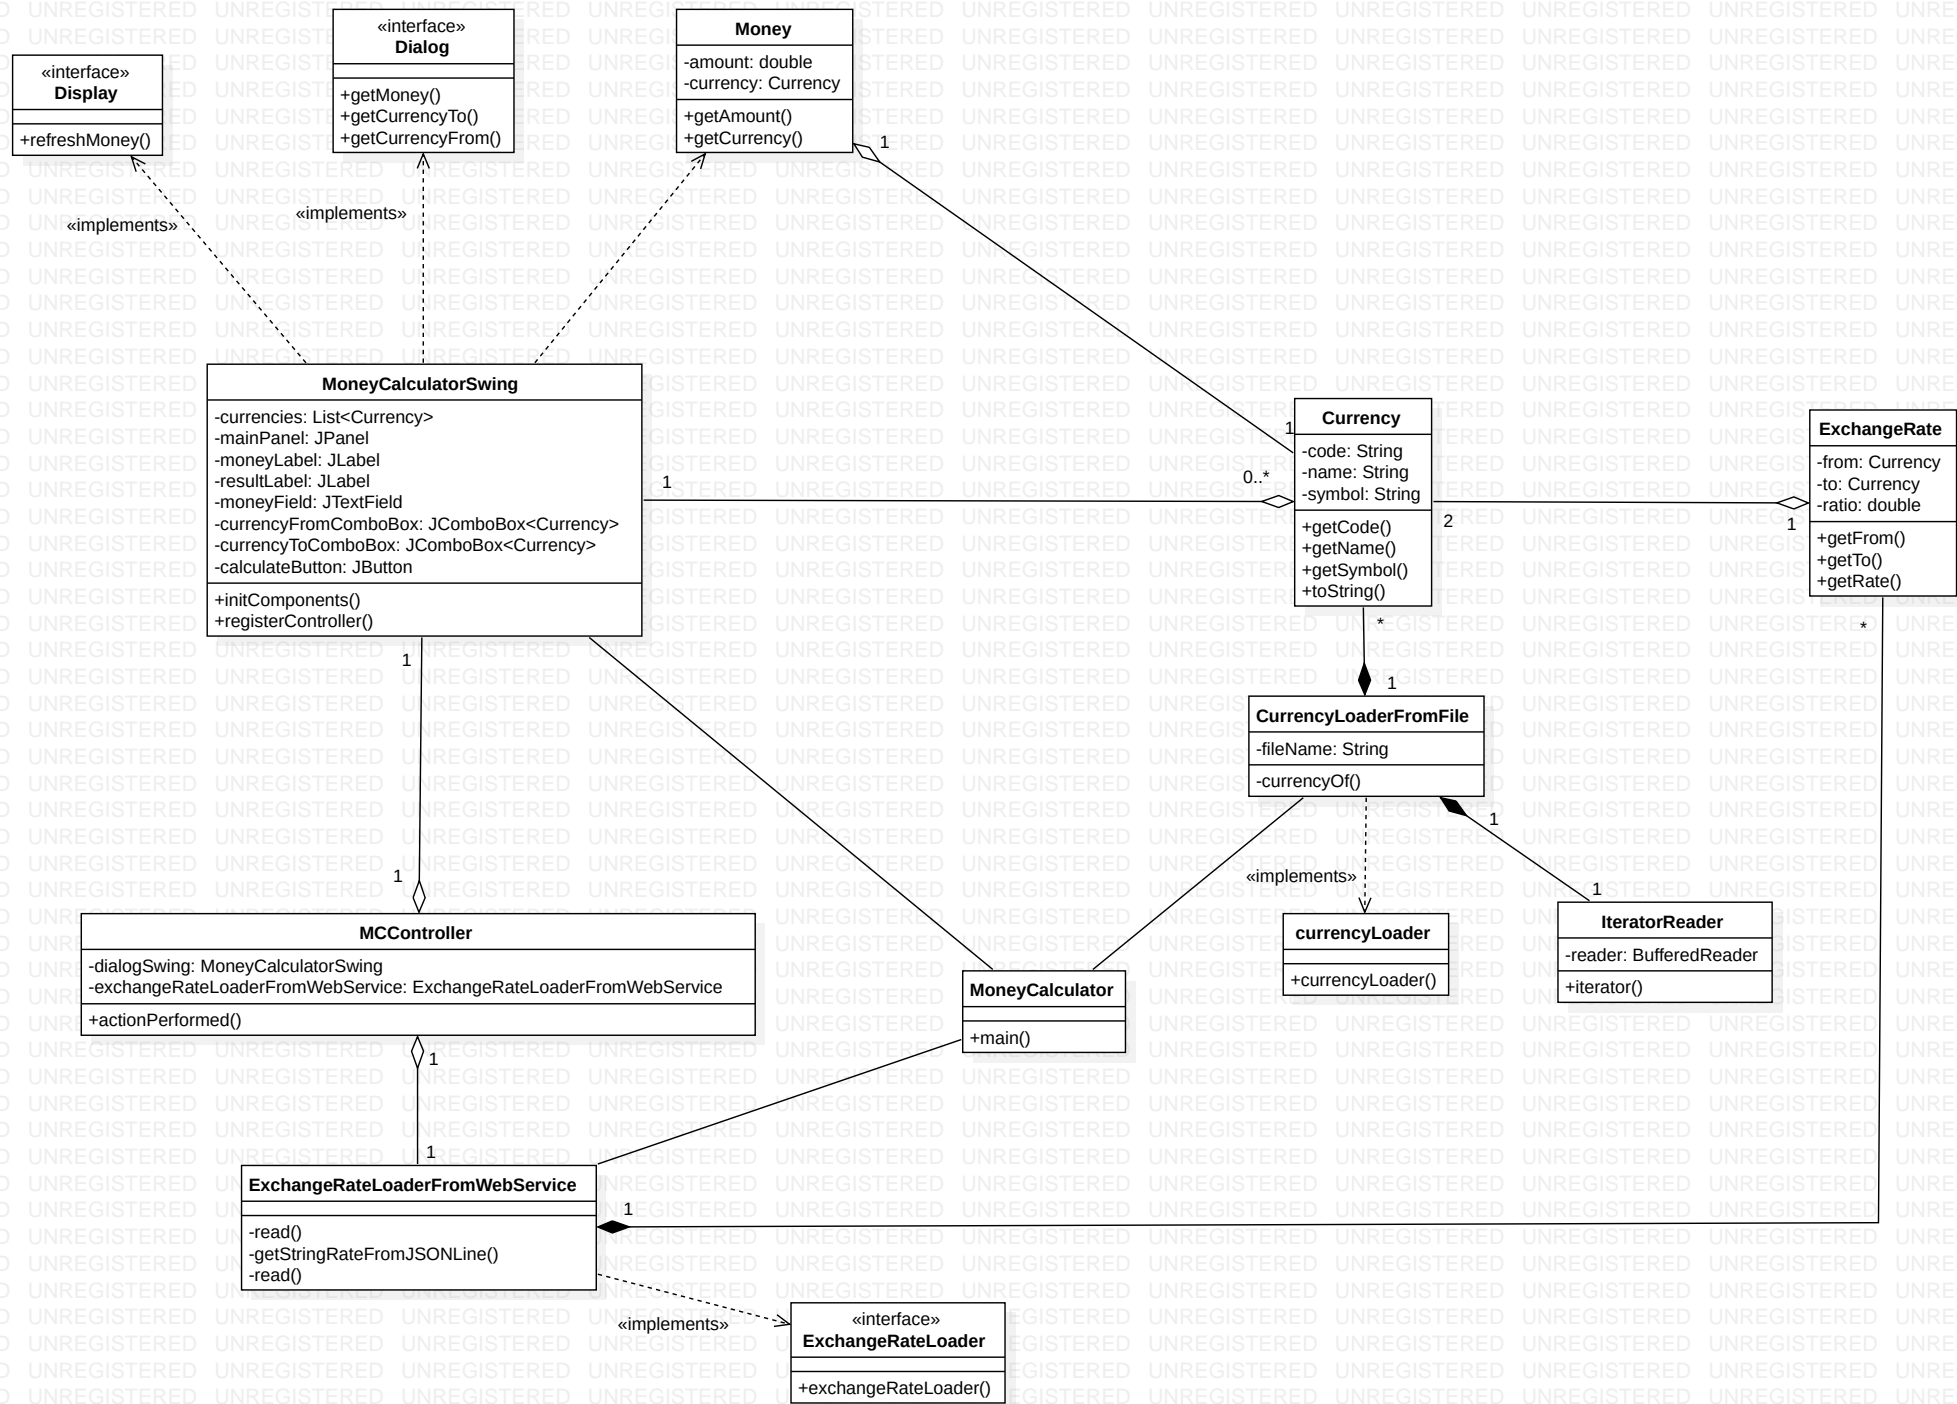 «interface»
Display
+refreshMoney()
«interface»
Dialog
+getMoney()
+getCurrencyTo()
+getCurrencyFrom()
Money
-amount: double
-currency: Currency
+getAmount()
+getCurrency()
1
«implements»
«implements»
MoneyCalculatorSwing
-currencies: List<Currency>
-mainPanel: JPanel
-moneyLabel: JLabel
-resultLabel: JLabel
-moneyField: JTextField
-currencyFromComboBox: JComboBox<Currency>
-currencyToComboBox: JComboBox<Currency>
-calculateButton: JButton
+initComponents()
+registerController()
1
0..*
1
Currency
-code: String
-name: String
-symbol: String
+getCode()
+getName()
+getSymbol()
+toString()
2
1
ExchangeRate
-from: Currency
-to: Currency
-ratio: double
+getFrom()
+getTo()
+getRate()
*
*
1
1
CurrencyLoaderFromFile
-fileName: String
-currencyOf()
1
«implements»
1
1
MCController
-dialogSwing: MoneyCalculatorSwing
-exchangeRateLoaderFromWebService: ExchangeRateLoaderFromWebService
+actionPerformed()
MoneyCalculator
+main()
currencyLoader
+currencyLoader()
IteratorReader
-reader: BufferedReader
+iterator()
1
1
ExchangeRateLoaderFromWebService
-read()
-getStringRateFromJSONLine()
-read()
1
«implements»
«interface»
ExchangeRateLoader
+exchangeRateLoader()
UNREGISTERED